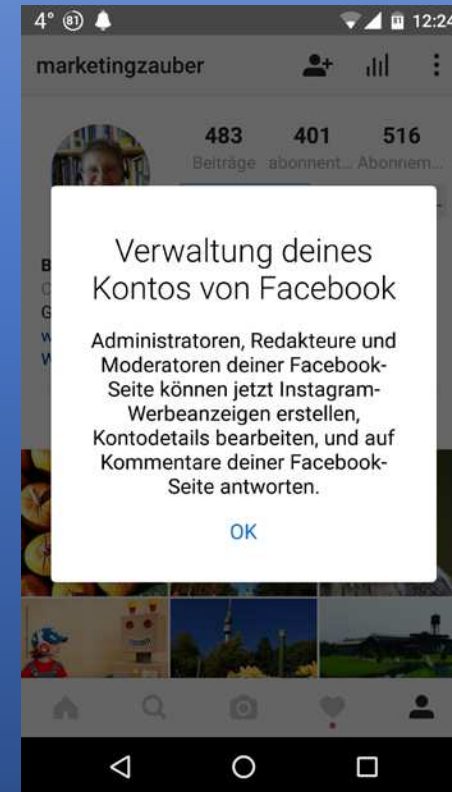 4° 81 12:24
marketingzauber
483 401 516
Beiträge abonnent... Abonnem...
Verwaltung deines
Kontos von Facebook
Administratoren, Redakteure und
Moderatoren deiner Facebook-
Seite können jetzt Instagram-
Werbeanzeigen erstellen,
Kontodetails bearbeiten, und auf
Kommentare deiner Facebook-
Seite antworten.
OK